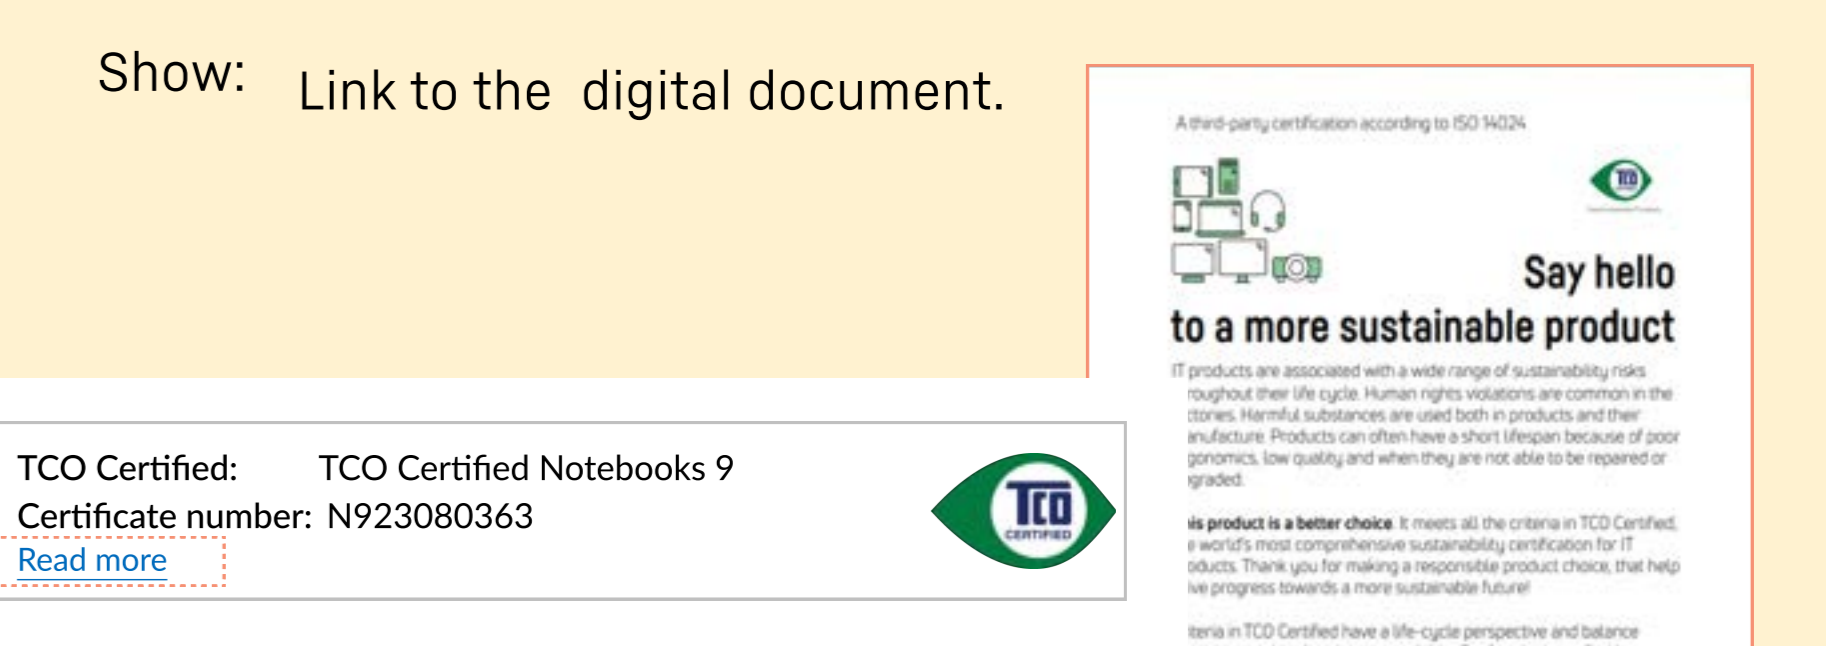 Show:
Link to the digital document.
A third-party certification according to ISO 14024
TCO
Say hello
to a more sustainable product
IT products are associated with a wide range of sustainability risks
roughout their life cycle. Human rights violations are common in the
ctories. Harmful substances are used both in products and their
anufacture. Products can often have a short lifespan because of poor
gonomics, low quality and when they are not able to be repaired or
graded.
is product is a better choice. It meets all the criteria in TCO Certified,
e world's most comprehensive sustainability certification for IT
oducts. Thank you for making a responsible product choice, that help
ive progress towards a more sustainable future!
iteria in TCO Certified have a life-cycle perspective and balance
TCO Certified: TCO Certified Notebooks 9
Certificate number: N923080363
Read more
TCO
CERTIFIED